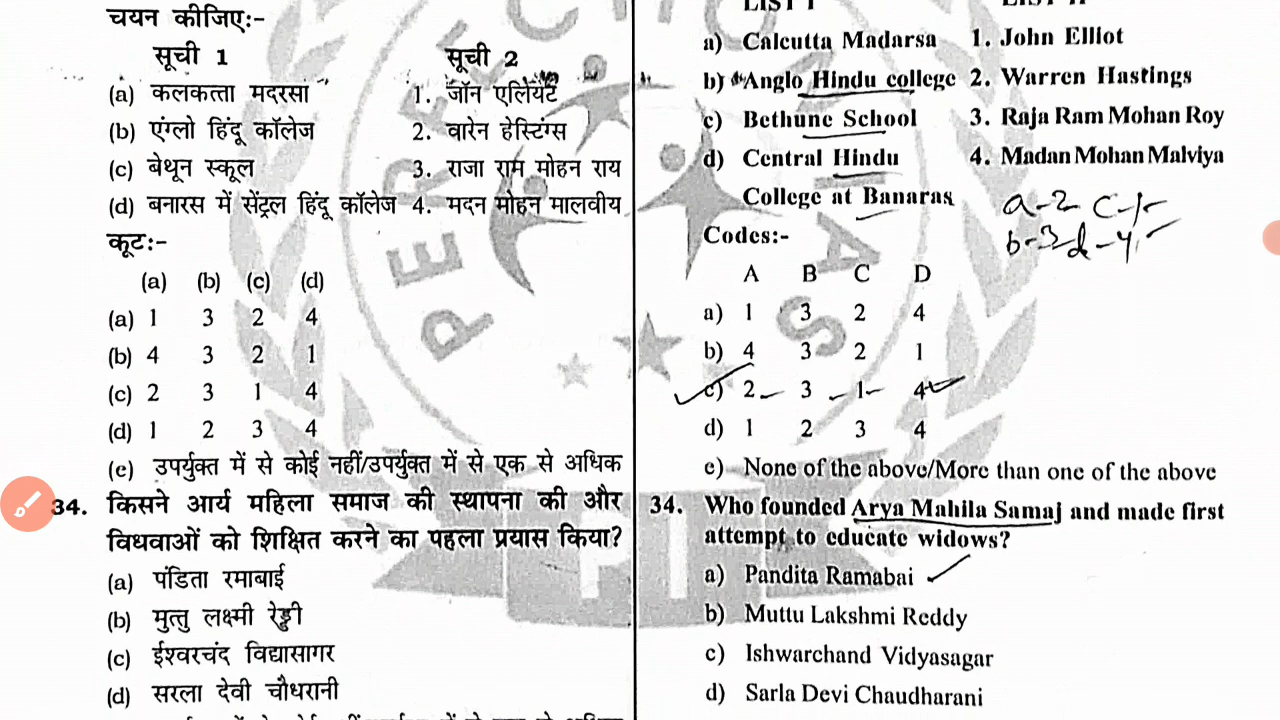 चयन कीजिए:-
सूची 1 सूची 2
(a) कलकत्ता मदरसा 1. जॉन एलियट
(b) एंग्लो हिंदू कॉलेज 2. वारेन हेस्टिंग्स
(c) बेथून स्कूल 3. राजा राम मोहन राय
(d) बनारस में सेंट्रल हिंदू कॉलेज 4. मदन मोहन मालवीय
कूट:-
(a) (b) (c) (d)
(a) 1 3 2 4
(b) 4 3 2 1
(c) 2 3 1 4
(d) 1 2 3 4
(e) उपर्युक्त में से कोई नहीं/उपर्युक्त में से एक से अधिक
34. किसने आर्य महिला समाज की स्थापना की और
विधवाओं को शिक्षित करने का पहला प्रयास किया?
(a) पंडिता रमाबाई
(b) मुत्तु लक्ष्मी रेड्डी
(c) ईश्वरचंद विद्यासागर
(d) सरला देवी चौधरानी
LIST I
a) Calcutta Madarsa 1. John Elliot
b) Anglo Hindu college 2. Warren Hastings
c) Bethune School 3. Raja Ram Mohan Roy
d) Central Hindu 4. Madan Mohan Malviya
College at Banaras
a-2 c-1
b-3 d-4
Codes:-
A B C D
a) 1 3 2 4
b) 4 3 2 1
c) 2 3 1 4
d) 1 2 3 4
e) None of the above/More than one of the above
34. Who founded Arya Mahila Samaj and made first
attempt to educate widows?
a) Pandita Ramabai
b) Muttu Lakshmi Reddy
c) Ishwarchand Vidyasagar
d) Sarla Devi Chaudharani